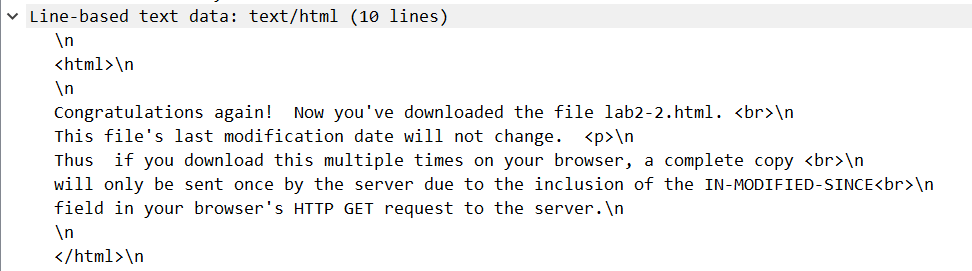 Line-based text data: text/html (10 lines)
\n
<html>\n
\n
Congratulations again!  Now you've downloaded the file lab2-2.html. <br>\n
This file's last modification date will not change.  <p>\n
Thus  if you download this multiple times on your browser, a complete copy <br>\n
will only be sent once by the server due to the inclusion of the IN-MODIFIED-SINCE<br>\n
field in your browser's HTTP GET request to the server.\n
\n
</html>\n